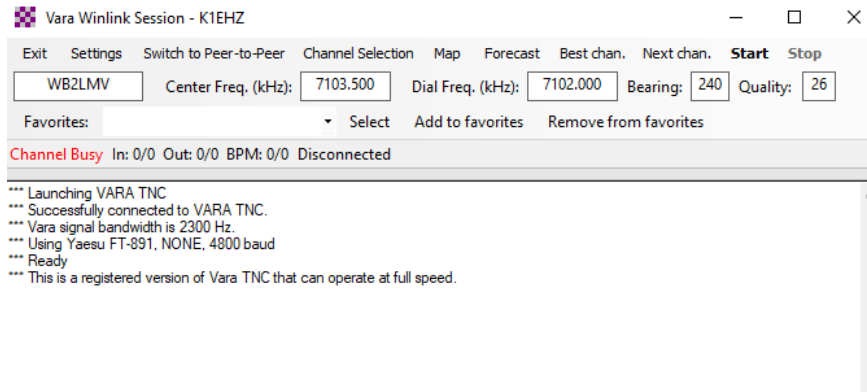 Vara Winlink Session - K1EHZ
Exit Settings Switch to Peer-to-Peer Channel Selection Map Forecast Best chan. Next chan. Start Stop
WB2LMV Center Freq. (kHz): 7103.500 Dial Freq. (kHz): 7102.000 Bearing: 240 Quality: 26
Favorites: Select Add to favorites Remove from favorites
Channel Busy In: 0/0 Out: 0/0 BPM: 0/0 Disconnected
*** Launching VARA TNC
*** Successfully connected to VARA TNC.
*** Vara signal bandwidth is 2300 Hz.
*** Using Yaesu FT-891, NONE, 4800 baud
*** Ready
*** This is a registered version of Vara TNC that can operate at full speed.